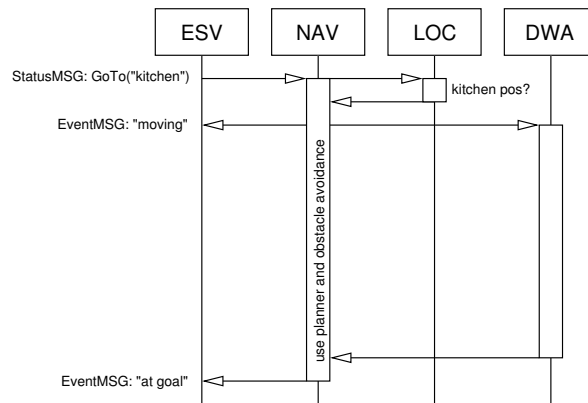 ESV
NAV
LOC
DWA
StatusMSG: GoTo("kitchen")
kitchen pos?
EventMSG: "moving"
use planner and obstacle avoidance
EventMSG: "at goal"